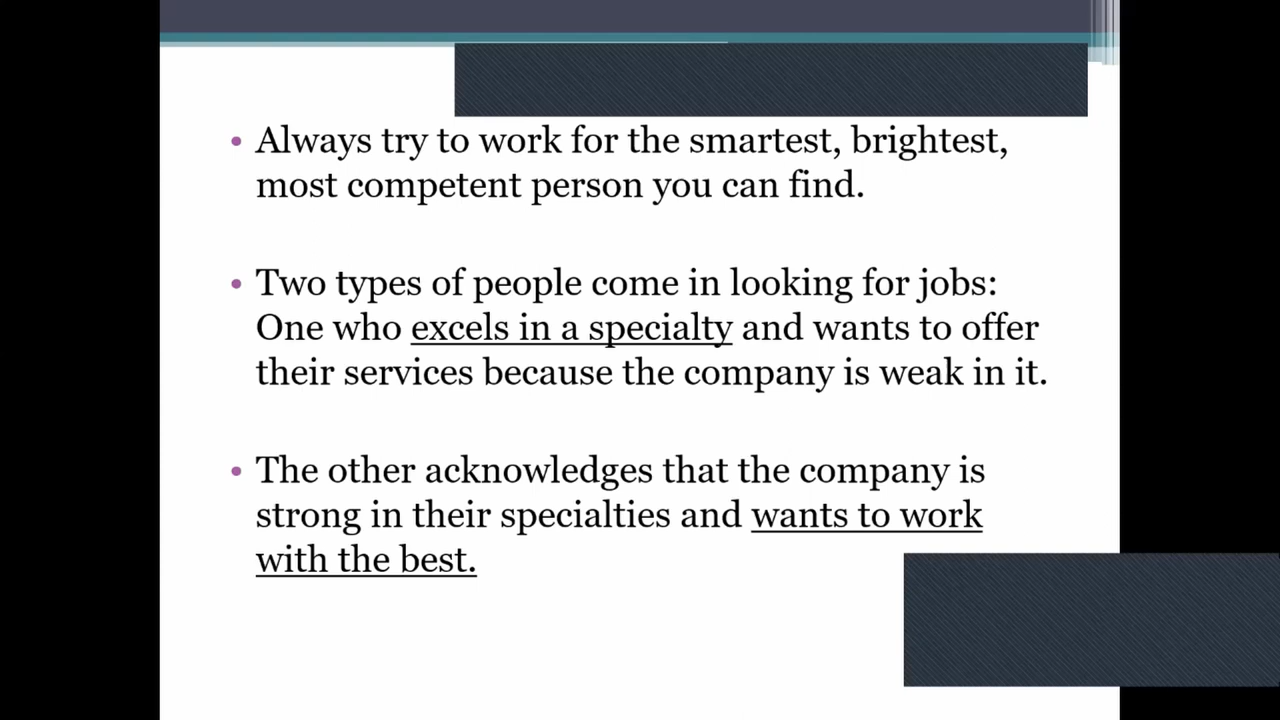 • Always try to work for the smartest, brightest,
most competent person you can find.
• Two types of people come in looking for jobs:
One who excels in a specialty and wants to offer
their services because the company is weak in it.
• The other acknowledges that the company is
strong in their specialties and wants to work
with the best.